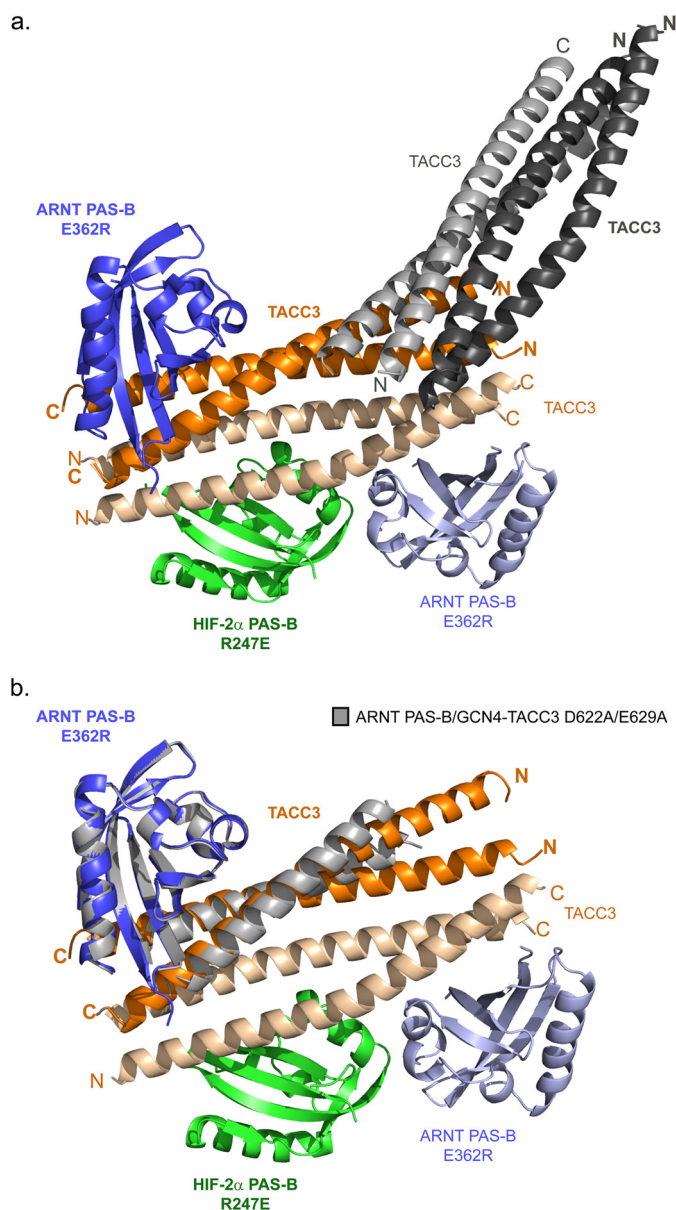 a.
C
N
N
TACC3
ARNT PAS-B
E362R
TACC3
TACC3
N
N
N
C
C
TACC3
C
N
C
N
ARNT PAS-B
E362R
HIF-2α PAS-B
R247E
b.
ARNT PAS-B
E362R
ARNT PAS-B/GCN4-TACC3 D622A/E629A
TACC3
N
N
C
TACC3
C
C
C
N
ARNT PAS-B
E362R
HIF-2α PAS-B
R247E